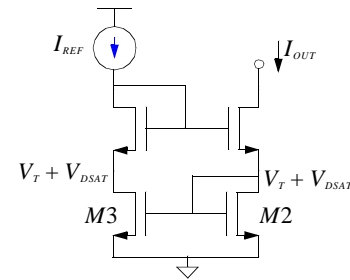 I_REF
I_OUT
V_T + V_DSAT
V_T + V_DSAT
M3
M2